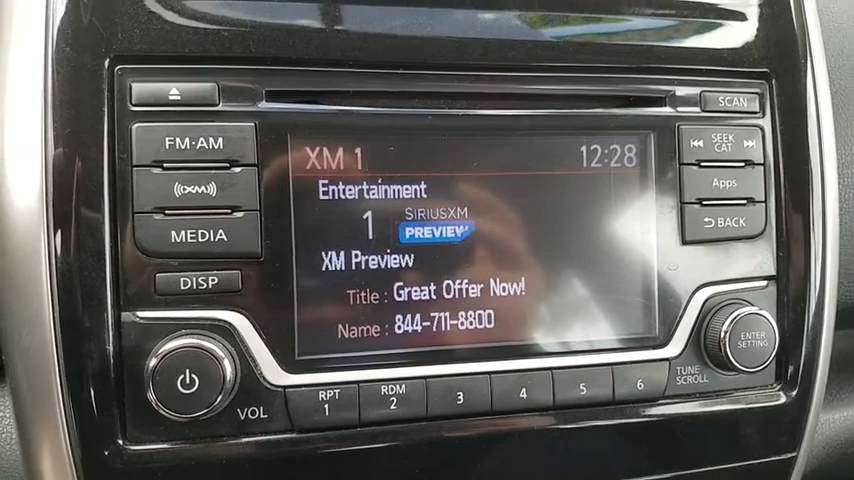 SCAN
FM·AM
XM
MEDIA
DISP
XM 1 12:28
Entertainment
1 SIRIUSXM
PREVIEW
XM Preview
Title : Great Offer Now!
Name : 844-711-8800
SEEK
CAT
Apps
BACK
ENTER
SETTING
TUNE
SCROLL
VOL
RPT
1
RDM
2
3
4
5
6